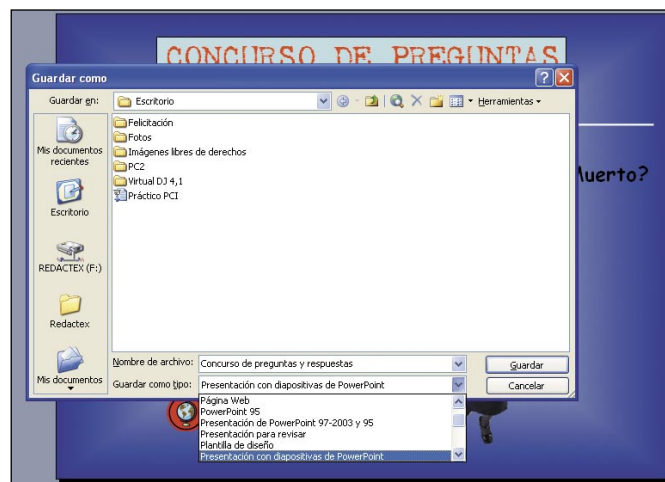 CONCURSO DE PREGUNTAS
Guardar como
Guardar en:
Escritorio
Herramientas
Mis documentos
recientes
Escritorio
REDACTEX (F:)
Redactex
Mis documentos
Felicitación
Fotos
Imágenes libres de derechos
PC2
Virtual DJ 4,1
Práctico PCI
Muerto?
Nombre de archivo:
Concurso de preguntas y respuestas
Guardar
Guardar como tipo:
Presentación con diapositivas de PowerPoint
Cancelar
Página Web
PowerPoint 95
Presentación de PowerPoint 97-2003 y 95
Presentación para revisar
Plantilla de diseño
Presentación con diapositivas de PowerPoint